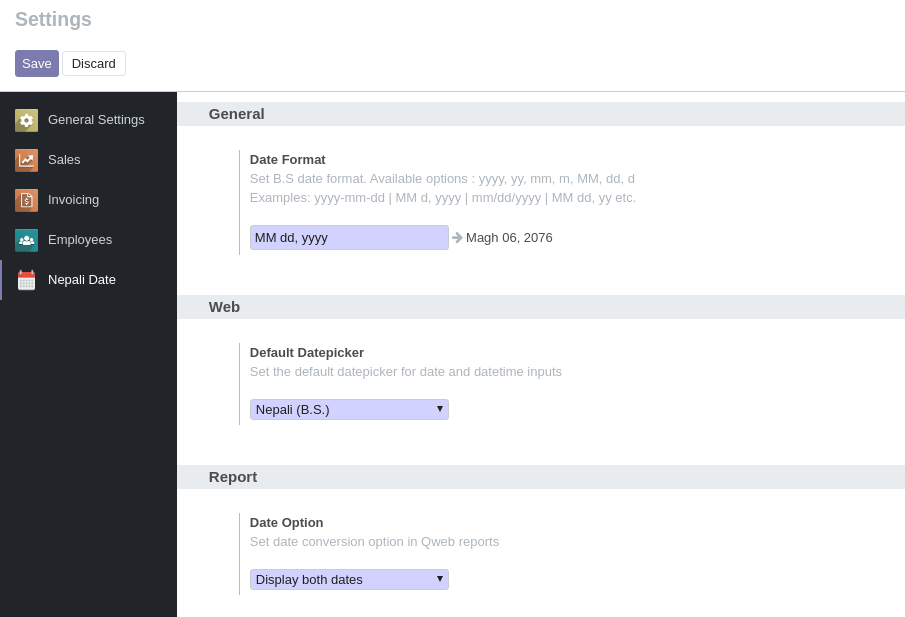 Settings
Save Discard
General Settings
Sales
Invoicing
Employees
Nepali Date
General
Date Format
Set B.S date format. Available options : yyyy, yy, mm, m, MM, dd, d
Examples: yyyy-mm-dd | MM d, yyyy | mm/dd/yyyy | MM dd, yy etc.
MM dd, yyyy Magh 06, 2076
Web
Default Datepicker
Set the default datepicker for date and datetime inputs
Nepali (B.S.)
Report
Date Option
Set date conversion option in Qweb reports
Display both dates